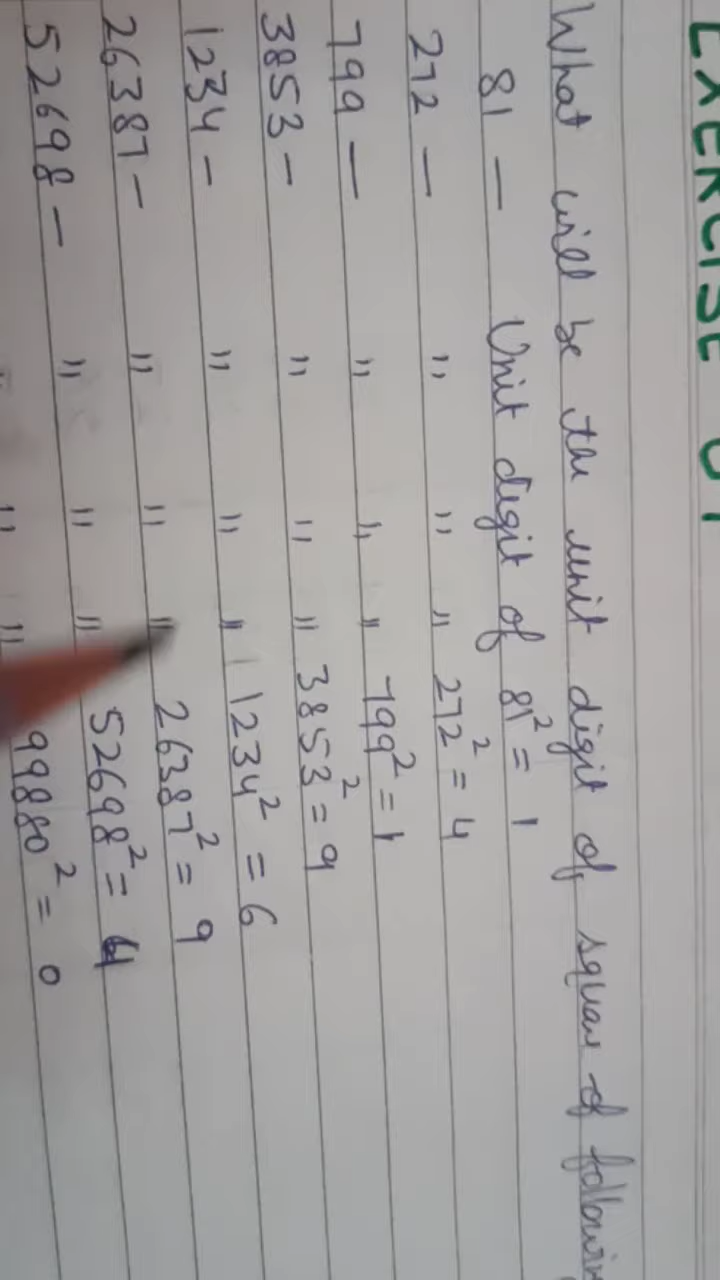 EXERCISE
What will be the unit digit of square of following
81 — Unit digit of 81² = 1
272 — " " " 272² = 4
799 — " " " 799² = 1
3853 — " " " 3853² = 9
1234 — " " " 1234² = 6
26387 — " " " 26387² = 9
52698 — " " " 52698² = 4
" " 99880² = 0